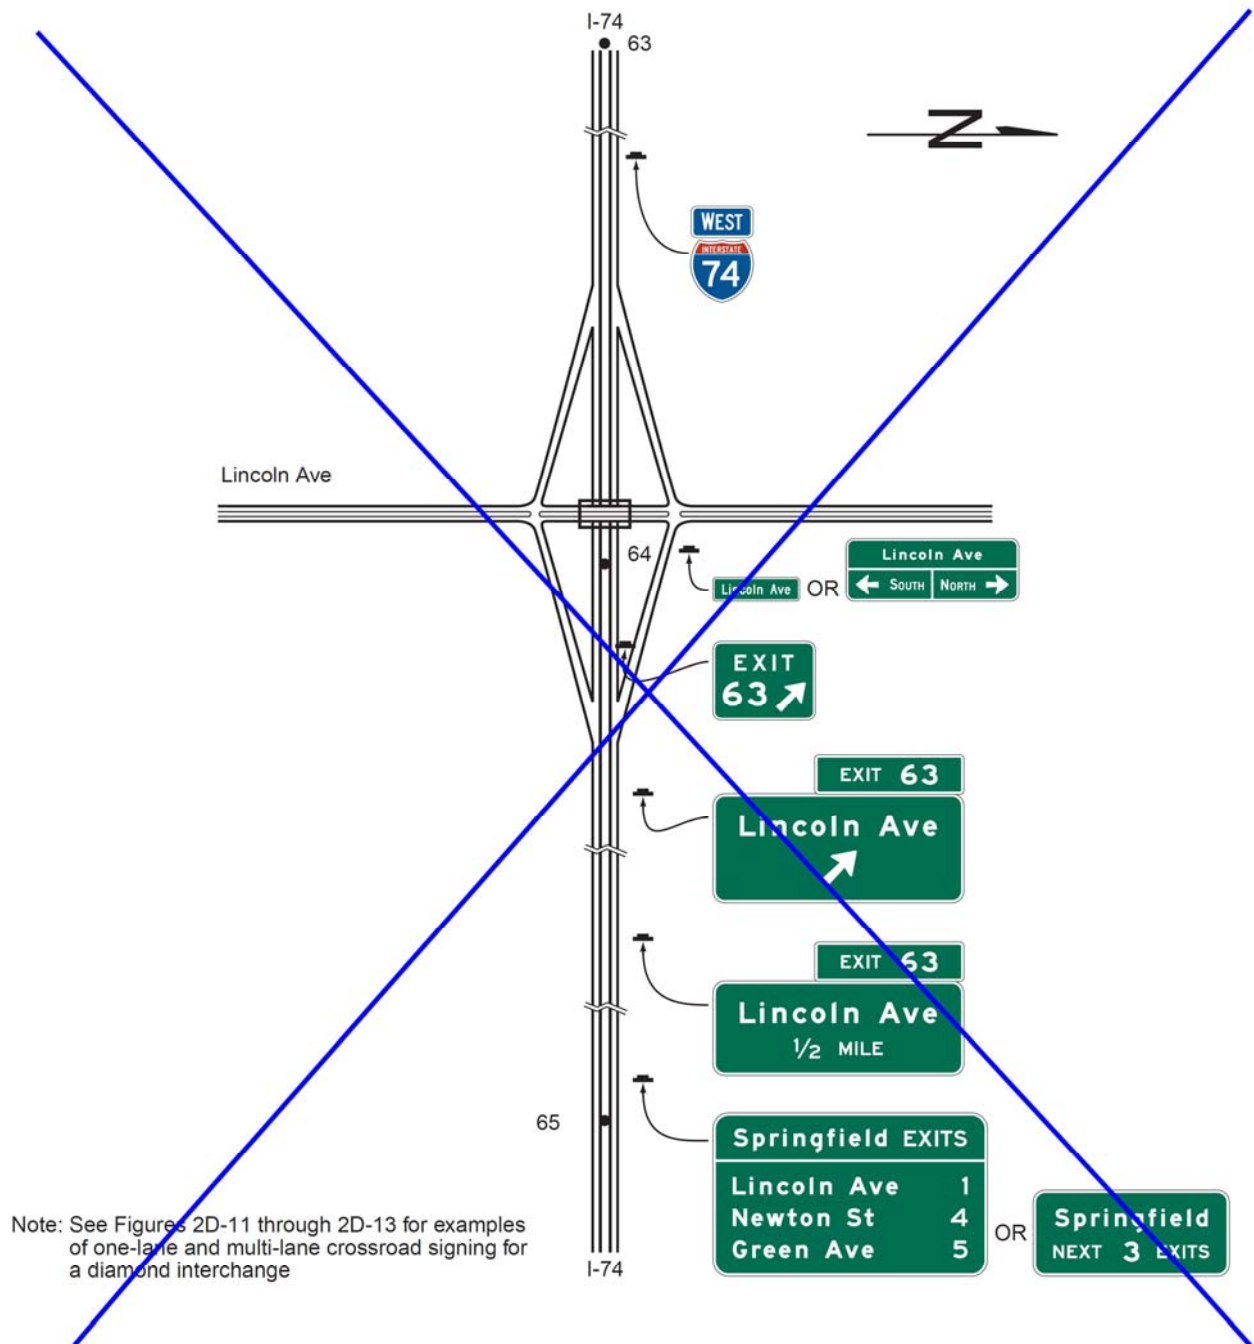 I-74
63
N
WEST
INTERSTATE
74
Lincoln Ave
64
Lincoln Ave
OR
Lincoln Ave
SOUTH NORTH
EXIT
63
EXIT 63
Lincoln Ave
EXIT 63
Lincoln Ave
1/2 MILE
65
Springfield EXITS
Lincoln Ave 1
Newton St 4
Green Ave 5
OR
Springfield
NEXT 3 EXITS
Note: See Figures 2D-11 through 2D-13 for examples
of one-lane and multi-lane crossroad signing for
a diamond interchange
I-74